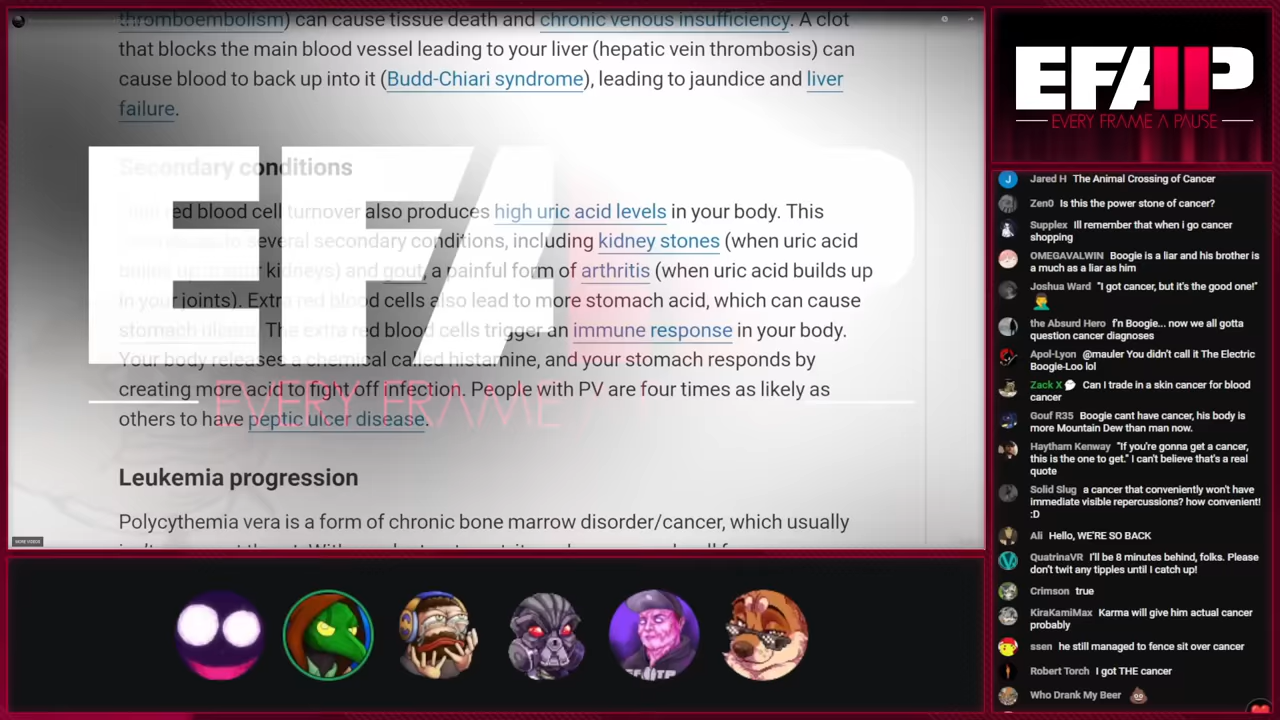 thromboembolism) can cause tissue death and chronic venous insufficiency. A clot
that blocks the main blood vessel leading to your liver (hepatic vein thrombosis) can
cause blood to back up into it (Budd-Chiari syndrome), leading to jaundice and liver
failure.
Secondary conditions
red blood cell turnover also produces high uric acid levels in your body. This
several secondary conditions, including kidney stones (when uric acid
builds up in your kidneys) and gout, a painful form of arthritis (when uric acid builds up
in your joints). Extra red blood cells also lead to more stomach acid, which can cause
stomach ulcers. The extra red blood cells trigger an immune response in your body.
Your body releases a chemical called histamine, and your stomach responds by
creating more acid to fight off infection. People with PV are four times as likely as
others to have peptic ulcer disease.
Leukemia progression
Polycythemia vera is a form of chronic bone marrow disorder/cancer, which usually
EFA
EVERY FRAME
MORE VIDEOS
EFAP
EVERY FRAME A PAUSE
Jared H The Animal Crossing of Cancer
Zen0 Is this the power stone of cancer?
Supplex Ill remember that when i go cancer
shopping
OMEGAVALWIN Boogie is a liar and his brother is
a much as a liar as him
Joshua Ward "I got cancer, but it's the good one!"
the Absurd Hero f'n Boogie... now we all gotta
question cancer diagnoses
Apol-Lyon @mauler You didn't call it The Electric
Boogie-Loo lol
Zack X Can I trade in a skin cancer for blood
cancer
Gouf R35 Boogie cant have cancer, his body is
more Mountain Dew than man now.
Haytham Kenway "If you're gonna get a cancer,
this is the one to get." I can't believe that's a real
quote
Solid Slug a cancer that conveniently won't have
immediate visible repercussions? how convenient!
:D
Ali Hello, WE'RE SO BACK
QuatrinaVR I'll be 8 minutes behind, folks. Please
don't twit any tipples until I catch up!
Crimson true
KiraKamiMax Karma will give him actual cancer
probably
ssen he still managed to fence sit over cancer
Robert Torch I got THE cancer
Who Drank My Beer